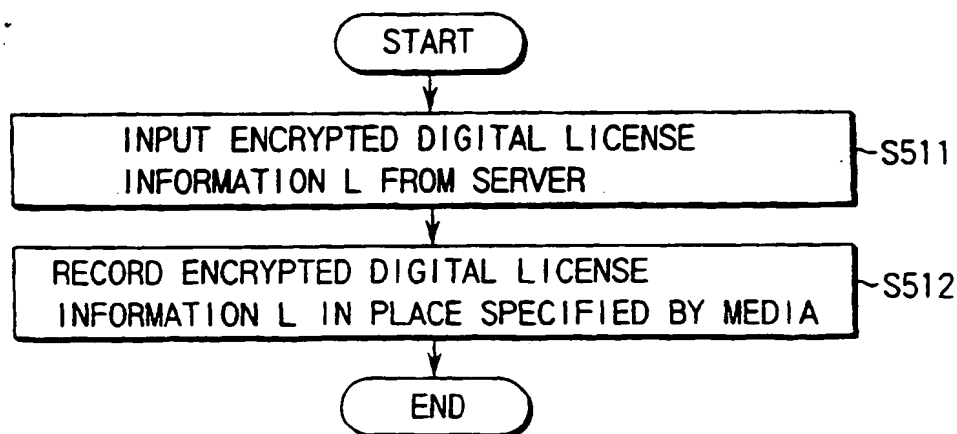 START
INPUT ENCRYPTED DIGITAL LICENSE
INFORMATION L FROM SERVER
S511
RECORD ENCRYPTED DIGITAL LICENSE
INFORMATION L IN PLACE SPECIFIED BY MEDIA
S512
END